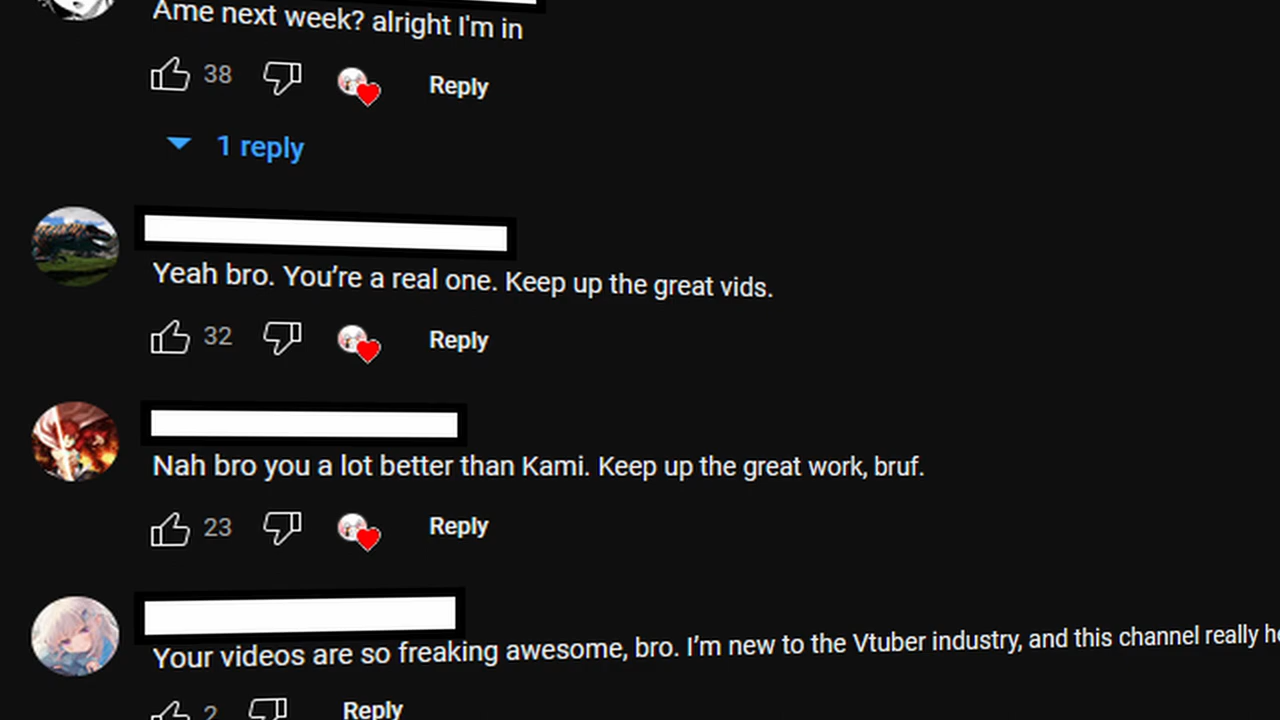 Ame next week? alright I'm in
38
Reply
1 reply
Yeah bro. You’re a real one. Keep up the great vids.
32
Reply
Nah bro you a lot better than Kami. Keep up the great work, bruf.
23
Reply
Your videos are so freaking awesome, bro. I’m new to the Vtuber industry, and this channel really
2
Reply